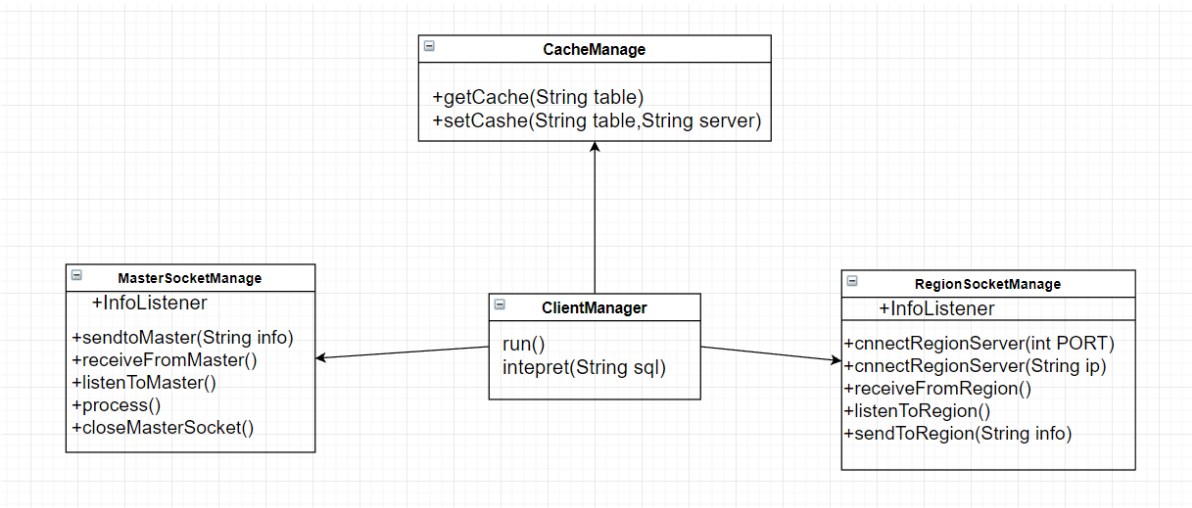 CacheManage
+getCache(String table)
+setCashe(String table,String server)
MasterSocketManage
+InfoListener
+sendtoMaster(String info)
+receiveFromMaster()
+listenToMaster()
+process()
+closeMasterSocket()
ClientManager
run()
intepret(String sql)
RegionSocketManage
+InfoListener
+cnnectRegionServer(int PORT)
+cnnectRegionServer(String ip)
+receiveFromRegion()
+listenToRegion()
+sendToRegion(String info)